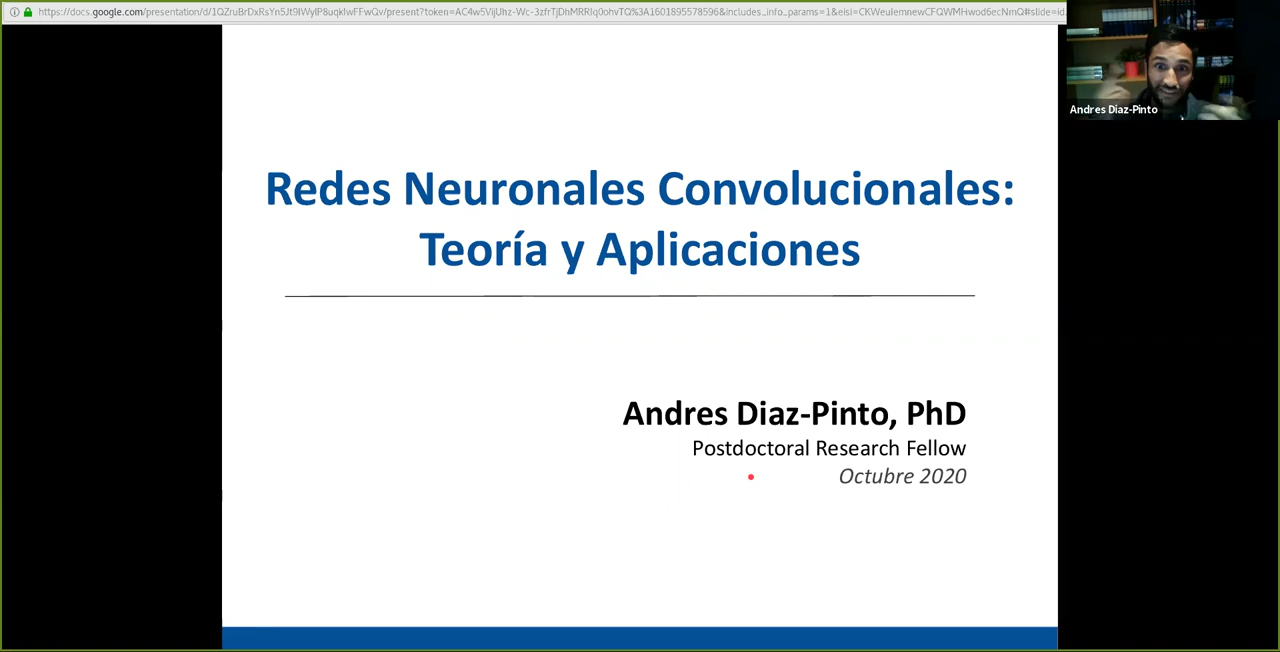 Redes Neuronales Convolucionales:
Teoría y Aplicaciones
Andres Diaz-Pinto, PhD
Postdoctoral Research Fellow
Octubre 2020
Andres Diaz-Pinto